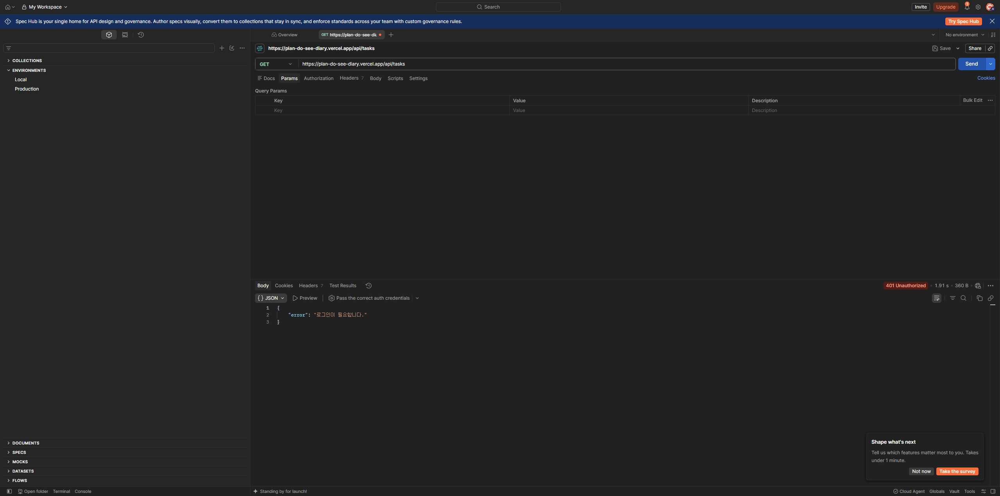 My Workspace
Search
Invite
Upgrade
1
Spec Hub is your single home for API design and governance. Author specs visually, convert them to collections that stay in sync, and enforce standards across your team with custom governance rules.
Try Spec Hub
Overview
GET https://plan-do-see-dia
No environment
HTTP https://plan-do-see-diary.vercel.app/api/tasks
Save
Share
COLLECTIONS
ENVIRONMENTS
Local
Production
GET
https://plan-do-see-diary.vercel.app/api/tasks
Send
Docs Params Authorization Headers 7 Body Scripts Settings
Cookies
Query Params
Key Value Description Bulk Edit
Key Value Description
Body Cookies Headers 7 Test Results
401 Unauthorized • 1.91 s • 360 B
{ } JSON
Preview
Pass the correct auth credentials
1 {
2 "error": "로그인이 필요합니다."
3 }
DOCUMENTS
SPECS
MOCKS
DATASETS
FLOWS
Shape what's next
Tell us which features matter most to you. Takes
under 1 minute.
Not now
Take the survey
Open folder Terminal Console
Standing by for launch!
Cloud Agent Globals Vault Tools